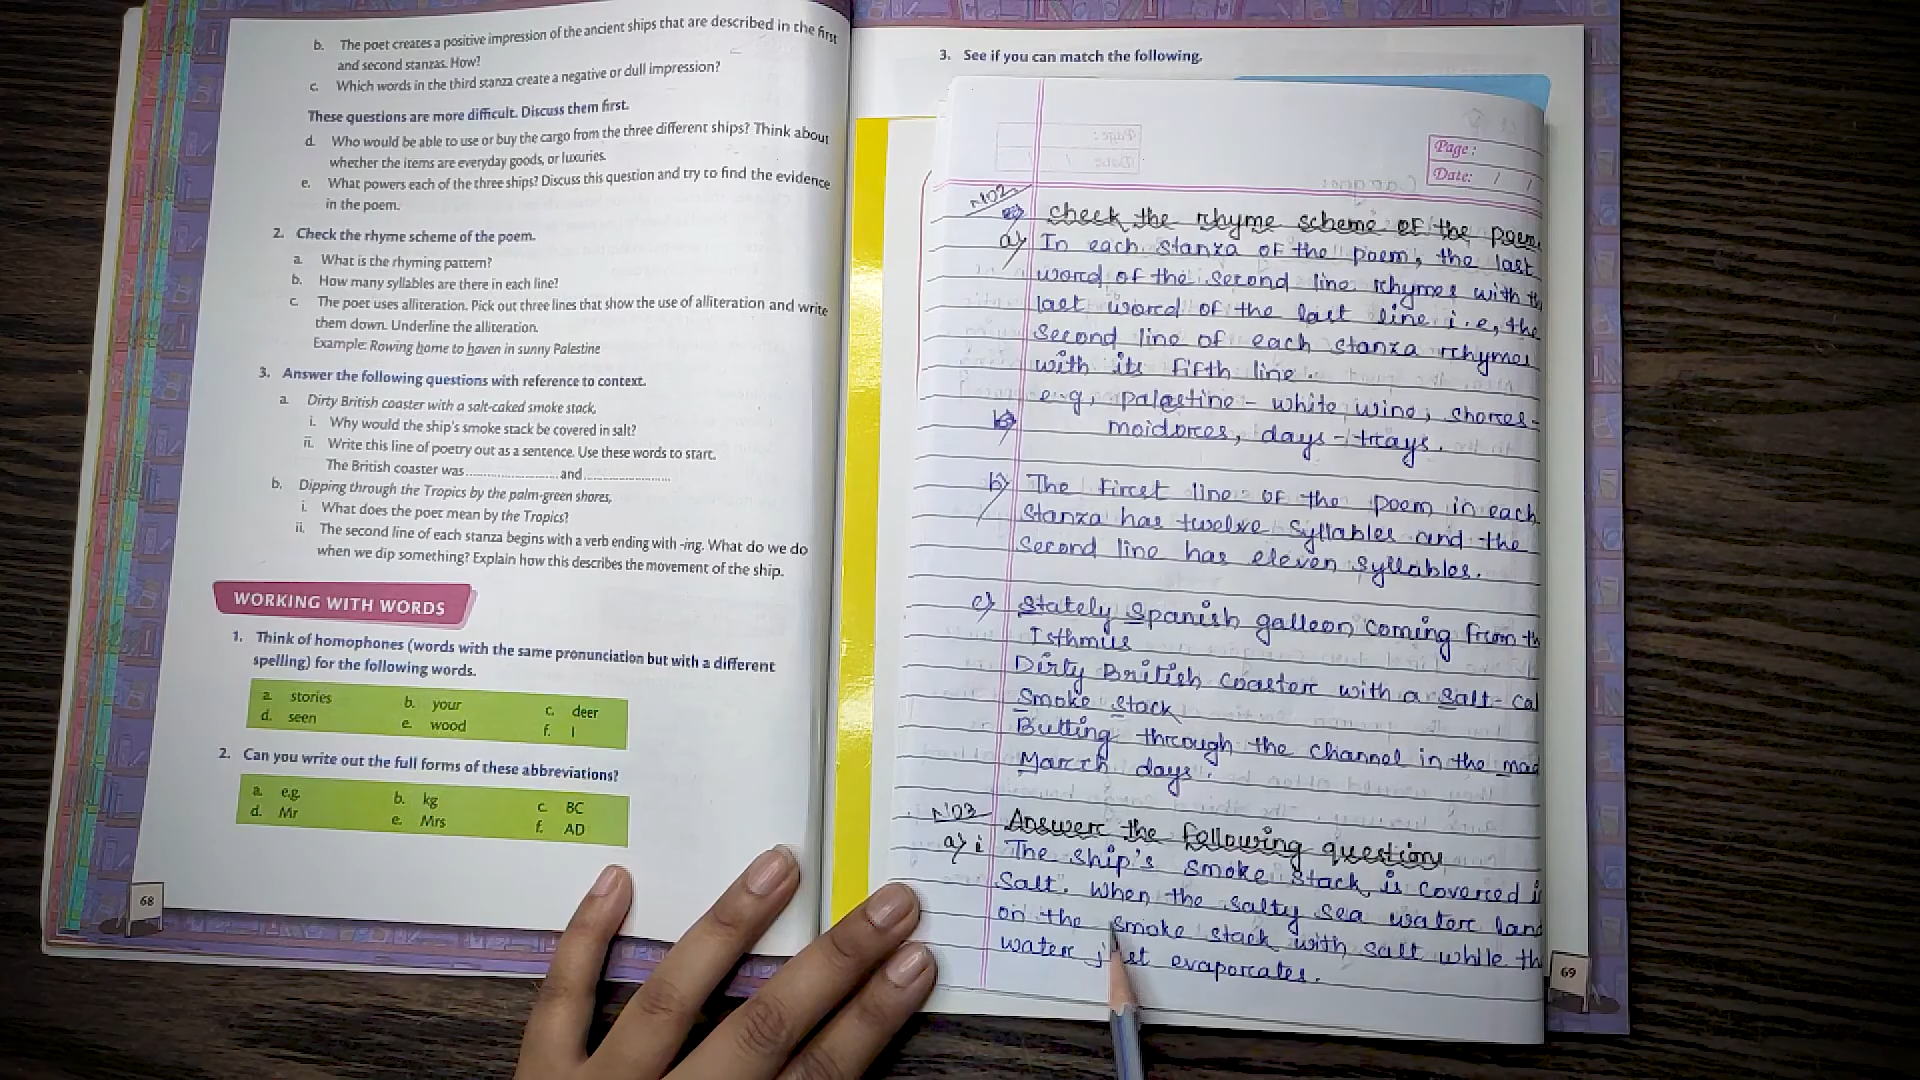 b. The poet creates a positive impression of the ancient ships that are described in the first
and second stanzas. How?
c. Which words in the third stanza create a negative or dull impression?
These questions are more difficult. Discuss them first.
d. Who would be able to use or buy the cargo from the three different ships? Think about
whether the items are everyday goods, or luxuries.
e. What powers each of the three ships? Discuss this question and try to find the evidence
in the poem.
2. Check the rhyme scheme of the poem.
a. What is the rhyming pattern?
b. How many syllables are there in each line?
c. The poet uses alliteration. Pick out three lines that show the use of alliteration and write
them down. Underline the alliteration.
Example: Rowing home to haven in sunny Palestine
3. Answer the following questions with reference to context.
a. Dirty British coaster with a salt-caked smoke stack,
i. Why would the ship's smoke stack be covered in salt?
ii. Write this line of poetry out as a sentence. Use these words to start.
The British coaster was .............................. and ..............................
b. Dipping through the Tropics by the palm-green shores,
i. What does the poet mean by the Tropics?
ii. The second line of each stanza begins with a verb ending with -ing. What do we do
when we dip something? Explain how this describes the movement of the ship.
WORKING WITH WORDS
1. Think of homophones (words with the same pronunciation but with a different
spelling) for the following words.
a. stories b. your c. deer
d. seen e. wood f. I
2. Can you write out the full forms of these abbreviations?
a. e.g. b. kg c. BC
d. Mr e. Mrs f. AD
68
3. See if you can match the following.
Page:
Date: / /
No2
Check the rhyme scheme of the poem
a) In each stanza of the poem, the last
word of the second line rhymes with th
last word of the last line i.e, the
second line of each stanza rhymes
with its fifth line.
e.g, palestine - white wine, shores-
moidores, days - trays.
b) The first line of the poem in each
stanza has twelve syllables and the
second line has eleven syllables.
c) Stately Spanish galleon coming from th
Isthmus
Dirty British coaster with a salt-cal
Smoke stack
Butting through the channel in the mad
March days.
No3 Answer the following question
a) i The ship's smoke stack is covered i
salt. When the salty sea water land
on the smoke stack with salt while th
water just evaporates.
69